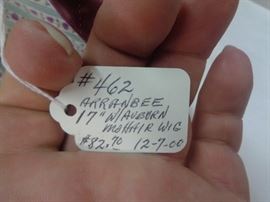 #462
ARRANBEE
17" W/AUBURN
MOHAIR WIG
$82.70 12-7-00